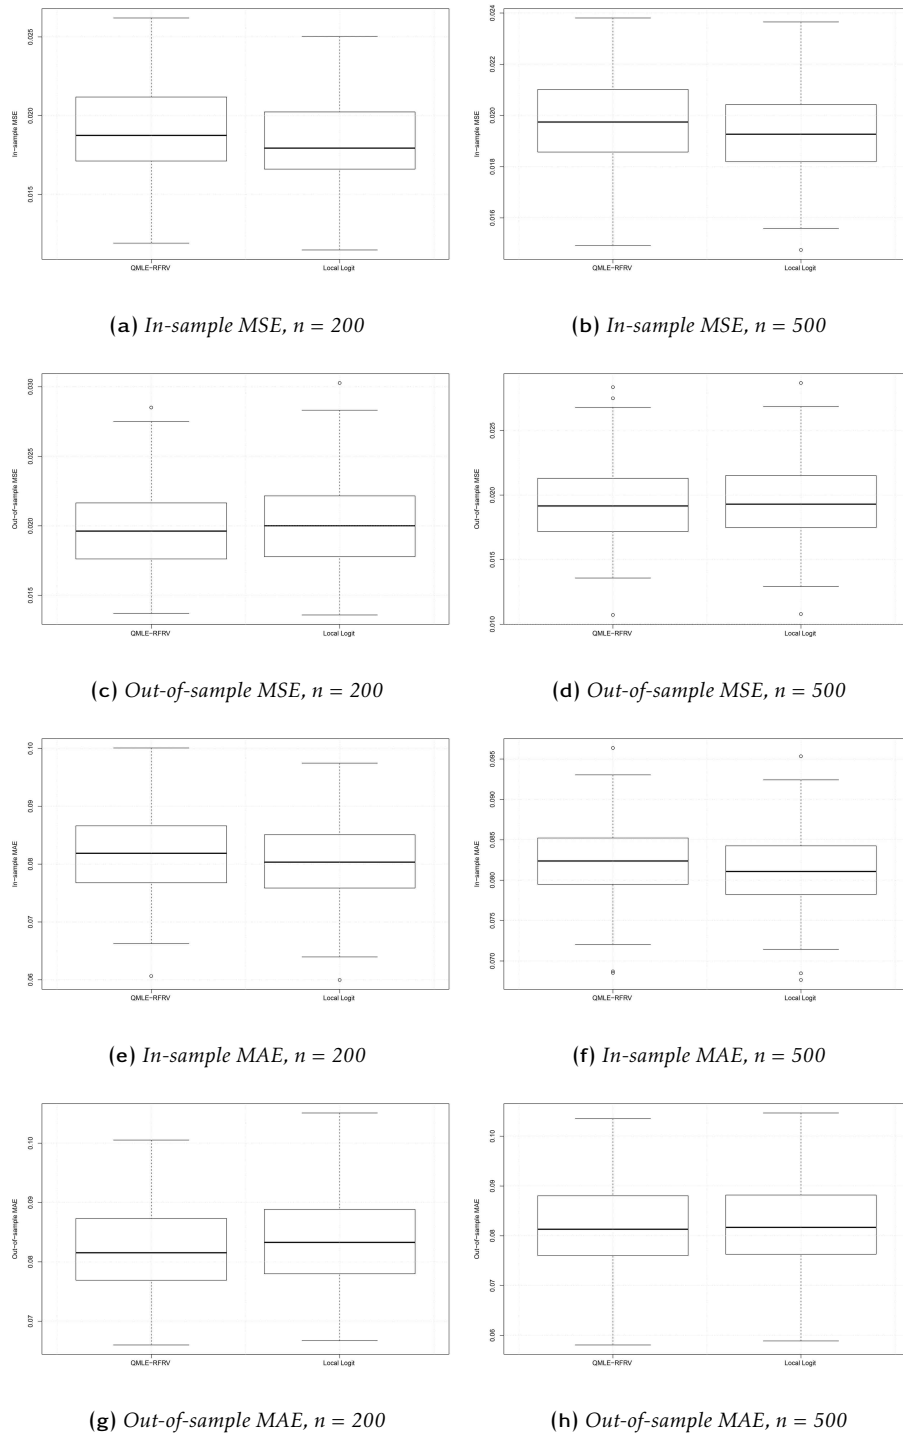 0.025
0.020
0.015
In−sample MSE
QMLE−RFRV
Local Logit
(a) In-sample MSE, n = 200
0.024
0.022
0.020
0.018
0.016
In−sample MSE
QMLE−RFRV
Local Logit
(b) In-sample MSE, n = 500
0.030
0.025
0.020
0.015
Out−of−sample MSE
QMLE−RFRV
Local Logit
(c) Out-of-sample MSE, n = 200
0.025
0.020
0.015
0.010
Out−of−sample MSE
QMLE−RFRV
Local Logit
(d) Out-of-sample MSE, n = 500
0.10
0.09
0.08
0.07
0.06
In−sample MAE
QMLE−RFRV
Local Logit
(e) In-sample MAE, n = 200
0.095
0.090
0.085
0.080
0.075
0.070
In−sample MAE
QMLE−RFRV
Local Logit
(f) In-sample MAE, n = 500
0.10
0.09
0.08
0.07
Out−of−sample MAE
QMLE−RFRV
Local Logit
(g) Out-of-sample MAE, n = 200
0.10
0.09
0.08
0.07
0.06
Out−of−sample MAE
QMLE−RFRV
Local Logit
(h) Out-of-sample MAE, n = 500